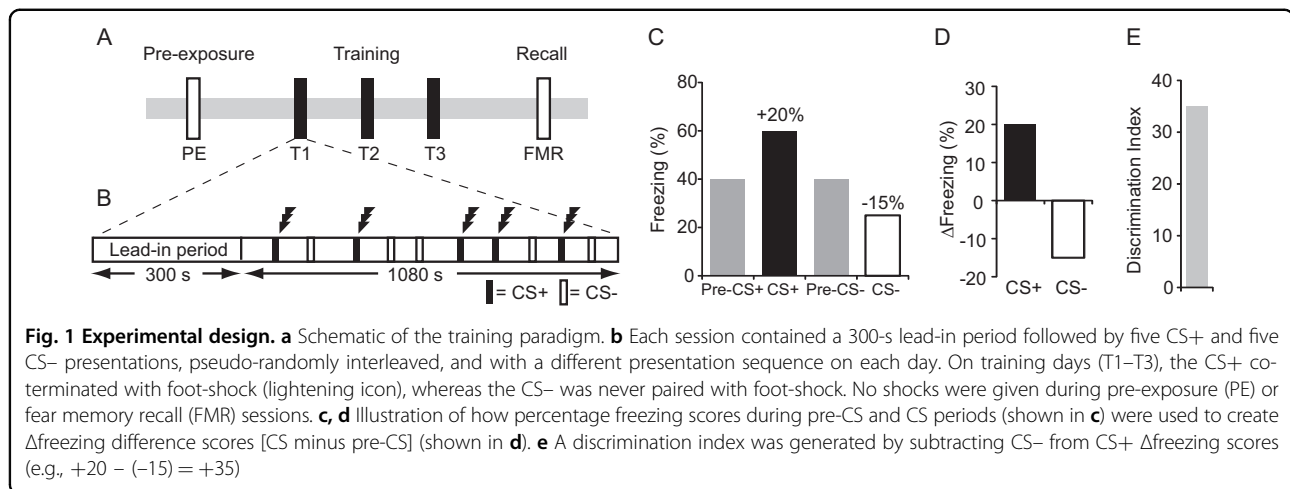 A
Pre-exposure Training Recall
PE T1 T2 T3 FMR
B
Lead-in period
300 s 1080 s
= CS+ = CS-
C
Freezing (%)
80
60
40
20
0
+20%
-15%
Pre-CS+ CS+ Pre-CS- CS-
D
ΔFreezing (%)
30
20
10
0
-10
-20
CS+ CS-
E
Discrimination Index
40
30
20
10
0
Fig. 1 Experimental design. a Schematic of the training paradigm. b Each session contained a 300-s lead-in period followed by five CS+ and five
CS– presentations, pseudo-randomly interleaved, and with a different presentation sequence on each day. On training days (T1–T3), the CS+ co-
terminated with foot-shock (lightening icon), whereas the CS– was never paired with foot-shock. No shocks were given during pre-exposure (PE) or
fear memory recall (FMR) sessions. c, d Illustration of how percentage freezing scores during pre-CS and CS periods (shown in c) were used to create
Δfreezing difference scores [CS minus pre-CS] (shown in d). e A discrimination index was generated by subtracting CS– from CS+ Δfreezing scores
(e.g., +20 – (–15) = +35)